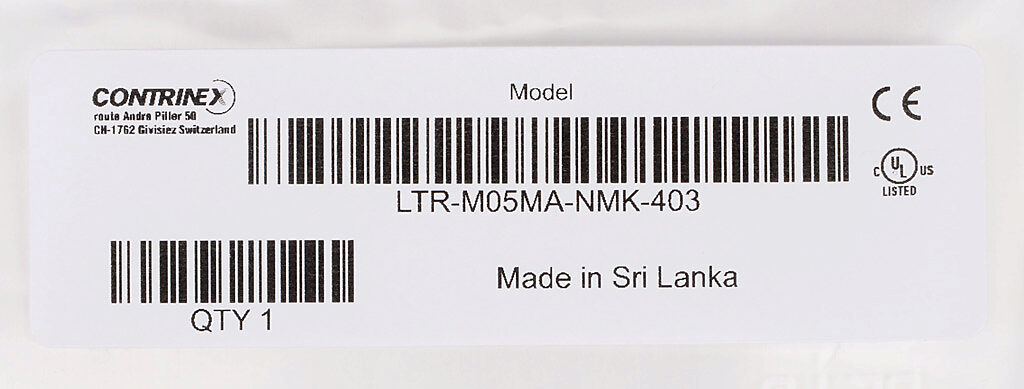 CONTRINEX
route André Piller 50
CH-1762 Givisiez Switzerland
Model
LTR-M05MA-NMK-403
CE
C UL US
LISTED
QTY 1
Made in Sri Lanka